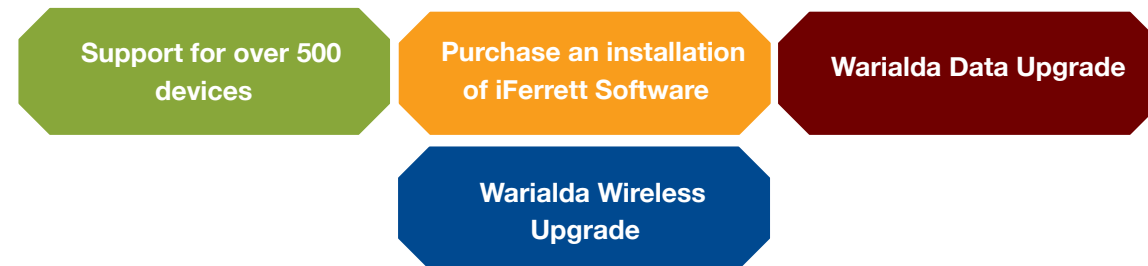 Support for over 500
devices
Purchase an installation
of iFerrett Software
Warialda Data Upgrade
Warialda Wireless
Upgrade